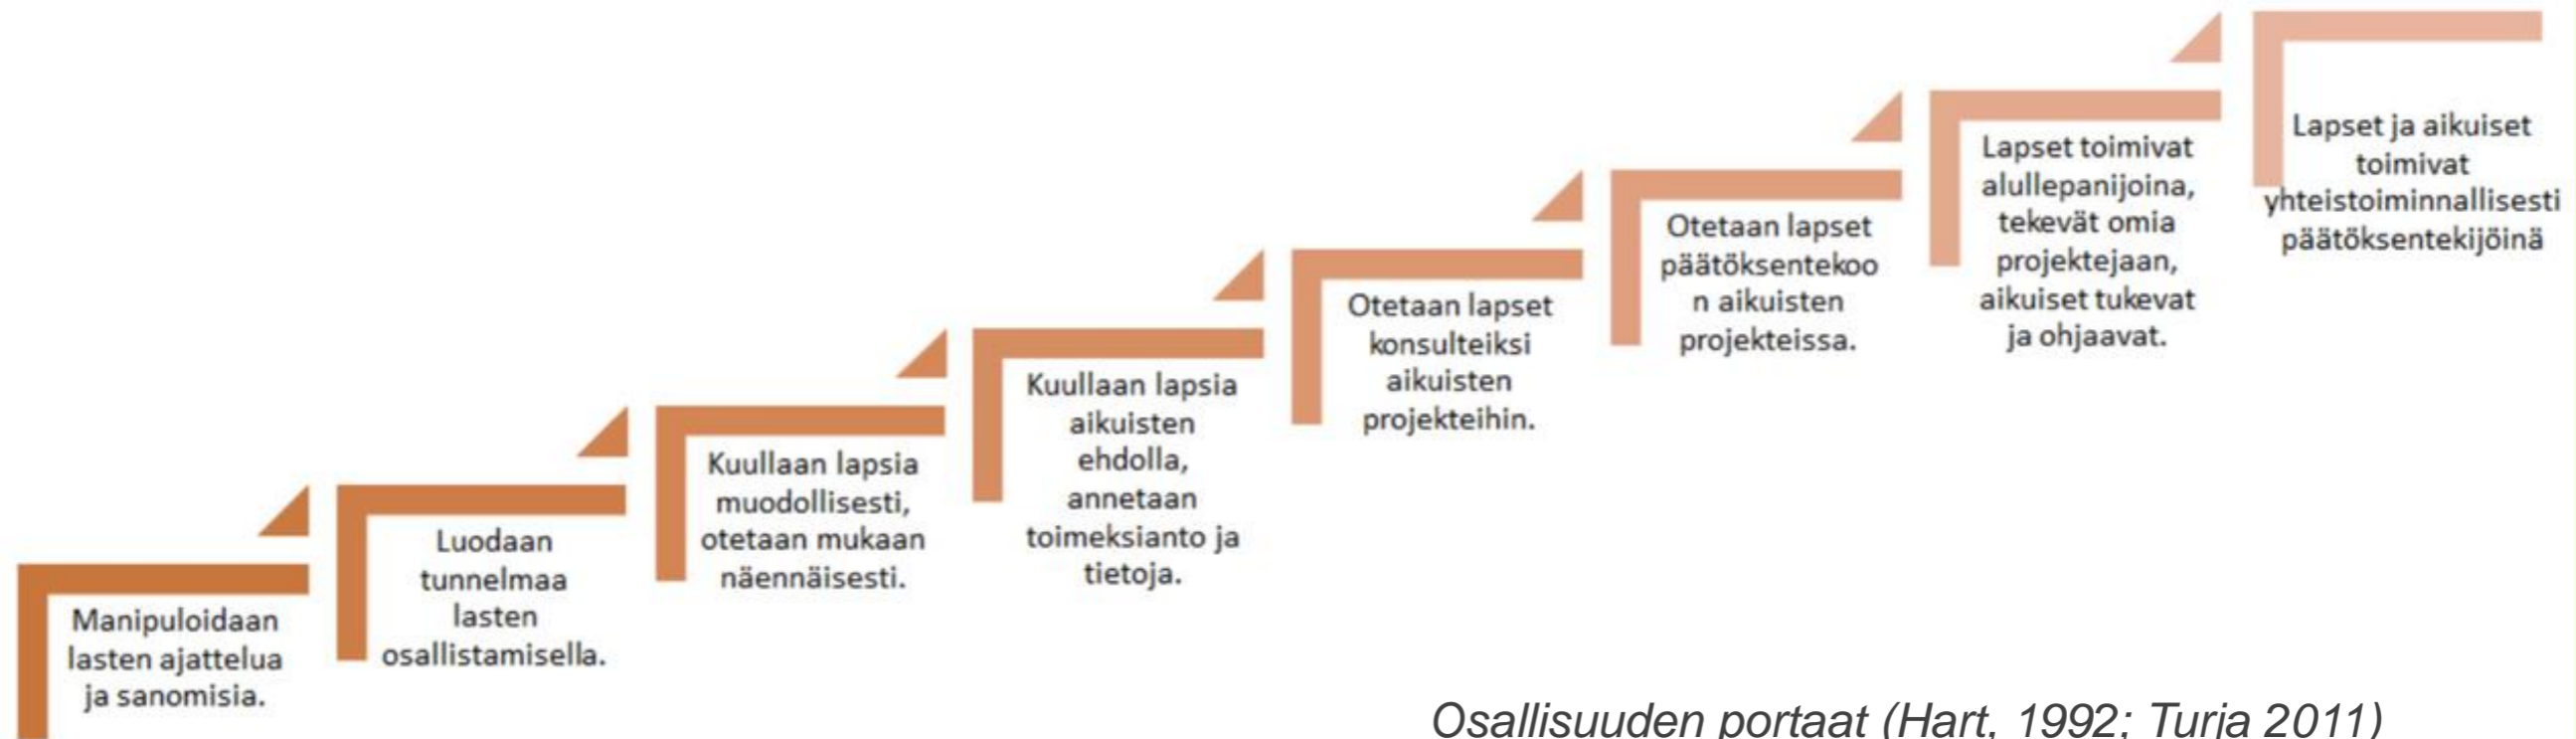 Manipuloidaan
lasten ajattelua
ja sanomisia.
Luodaan
tunnelmaa
lasten
osallistamisella.
Kuullaan lapsia
muodollisesti,
otetaan mukaan
näennäisesti.
Kuullaan lapsia
aikuisten
ehdolla,
annetaan
toimeksianto ja
tietoja.
Otetaan lapset
konsulteiksi
aikuisten
projekteihin.
Otetaan lapset
päätöksentekoo
n aikuisten
projekteissa.
Lapset toimivat
alullepanijoina,
tekevät omia
projektejaan,
aikuiset tukevat
ja ohjaavat.
Lapset ja aikuiset
toimivat
yhteistoiminnallisesti
päätöksentekijöinä
Osallisuuden portaat (Hart, 1992; Turja 2011)